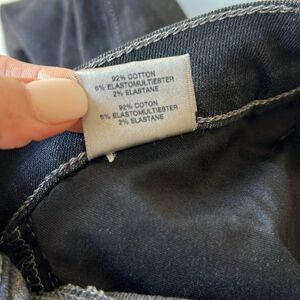 92% COTTON
6% ELASTOMULTIESTER
2% ELASTANE
92% COTON
6% ELASTOMULTIESTER
2% ELASTANE